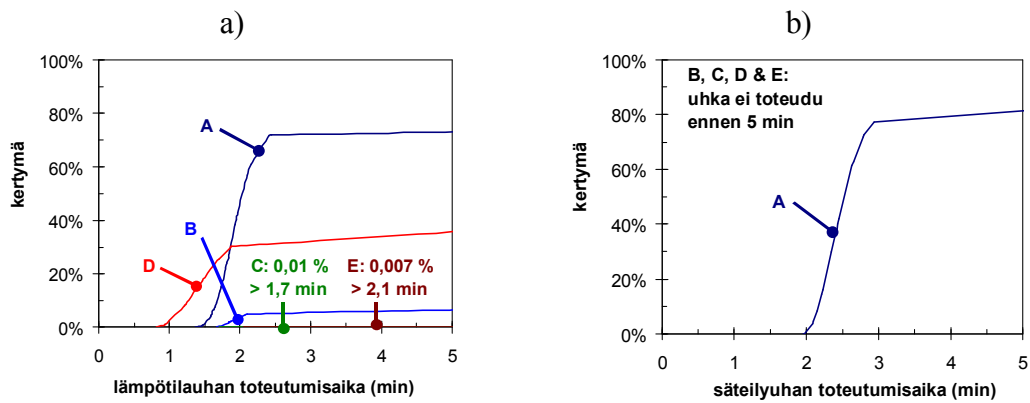 a)
100%
80%
60%
40%
20%
0%
kertymä
A
B
D
C: 0,01 %
> 1,7 min
E: 0,007 %
> 2,1 min
0 1 2 3 4 5
lämpötilauhan toteutumisaika (min)
b)
100%
80%
60%
40%
20%
0%
kertymä
B, C, D & E:
uhka ei toteudu
ennen 5 min
A
0 1 2 3 4 5
säteilyuhan toteutumisaika (min)